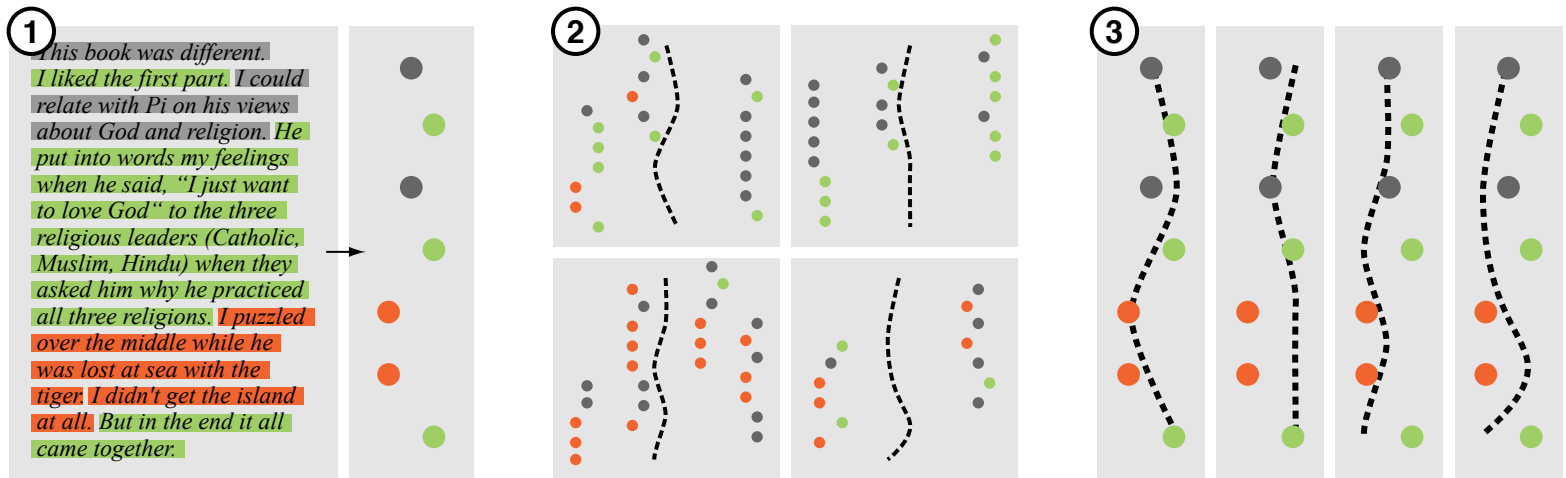 1
This book was different.
I liked the first part. I could
relate with Pi on his views
about God and religion. He
put into words my feelings
when he said, “I just want
to love God“ to the three
religious leaders (Catholic,
Muslim, Hindu) when they
asked him why he practiced
all three religions. I puzzled
over the middle while he
was lost at sea with the
tiger. I didn't get the island
at all. But in the end it all
came together.
2
3